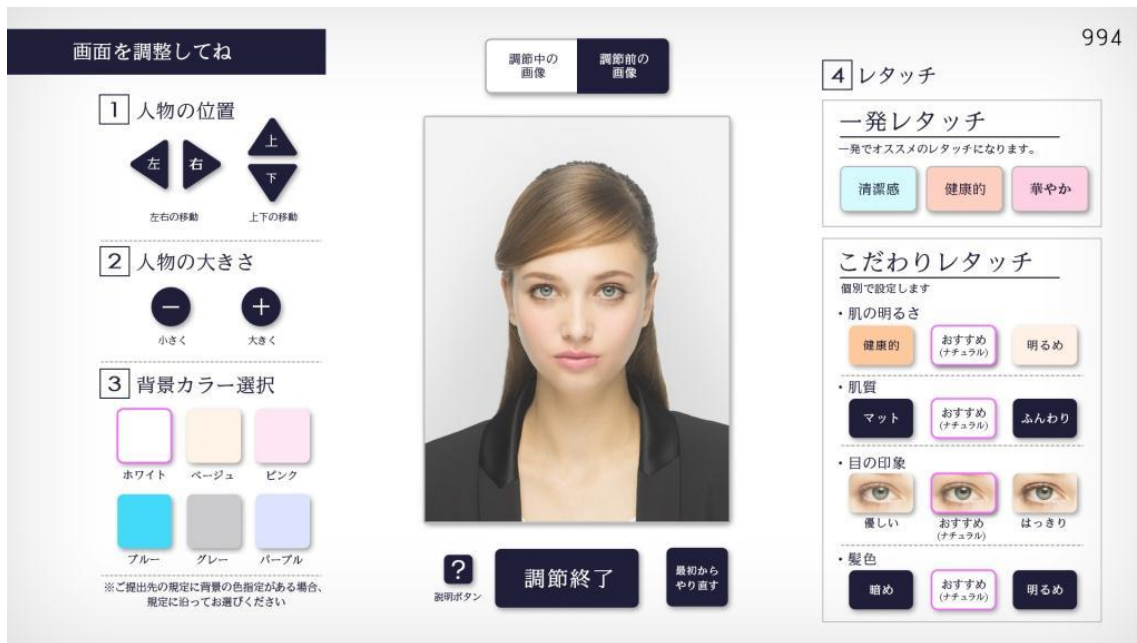 画面を調整してね
1 人物の位置
左
右
上
下
左右の移動
上下の移動
2 人物の大きさ
−
+
小さく
大きく
3 背景カラー選択
ホワイト
ベージュ
ピンク
ブルー
グレー
パープル
※ご提出先の規定に背景の色指定がある場合、
規定に沿ってお選びください
調節中の
画像
調節前の
画像
?
説明ボタン
調節終了
最初から
やり直す
994
4 レタッチ
一発レタッチ
一発でオススメのレタッチになります。
清潔感
健康的
華やか
こだわりレタッチ
個別で設定します
・肌の明るさ
健康的
おすすめ
(ナチュラル)
明るめ
・肌質
マット
おすすめ
(ナチュラル)
ふんわり
・目の印象
優しい
おすすめ
(ナチュラル)
はっきり
・髪色
暗め
おすすめ
(ナチュラル)
明るめ